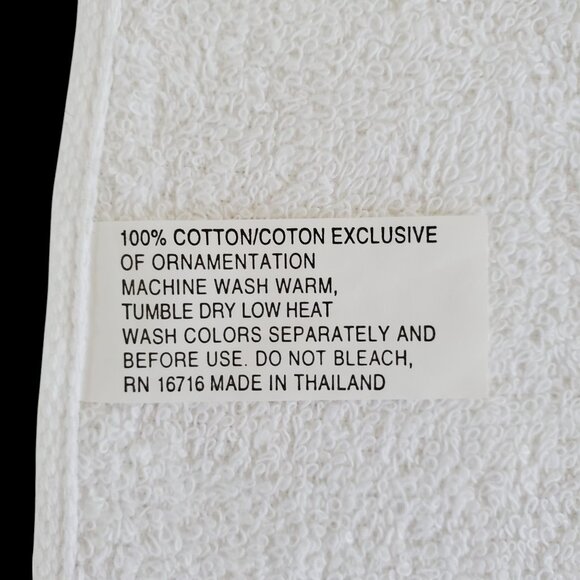 100% COTTON/COTON EXCLUSIVE
OF ORNAMENTATION
MACHINE WASH WARM,
TUMBLE DRY LOW HEAT
WASH COLORS SEPARATELY AND
BEFORE USE. DO NOT BLEACH,
RN 16716 MADE IN THAILAND